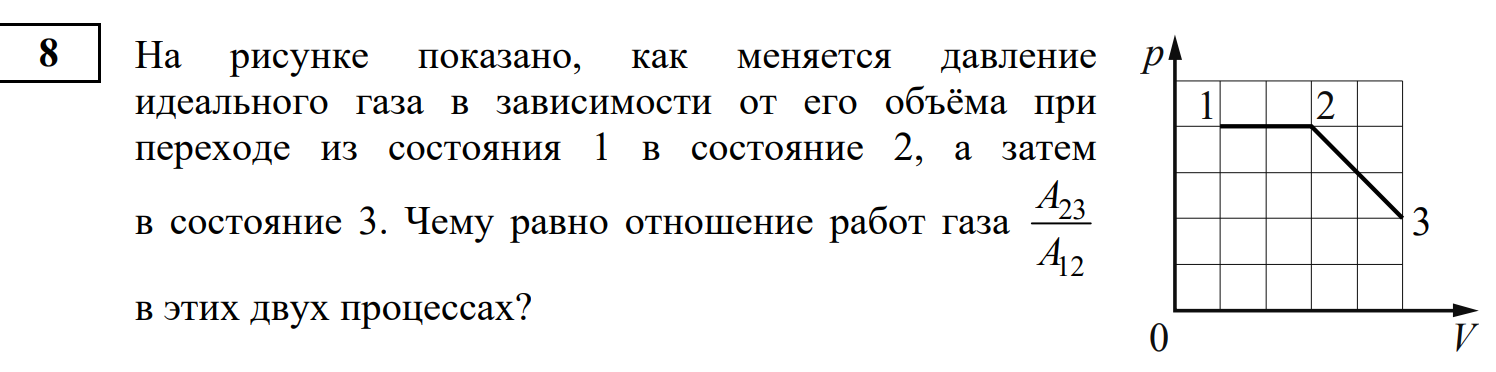 8
На рисунке показано, как меняется давление
идеального газа в зависимости от его объёма при
переходе из состояния 1 в состояние 2, а затем
в состояние 3. Чему равно отношение работ газа A₂₃/A₁₂
в этих двух процессах?
p
1 2
3
0 V